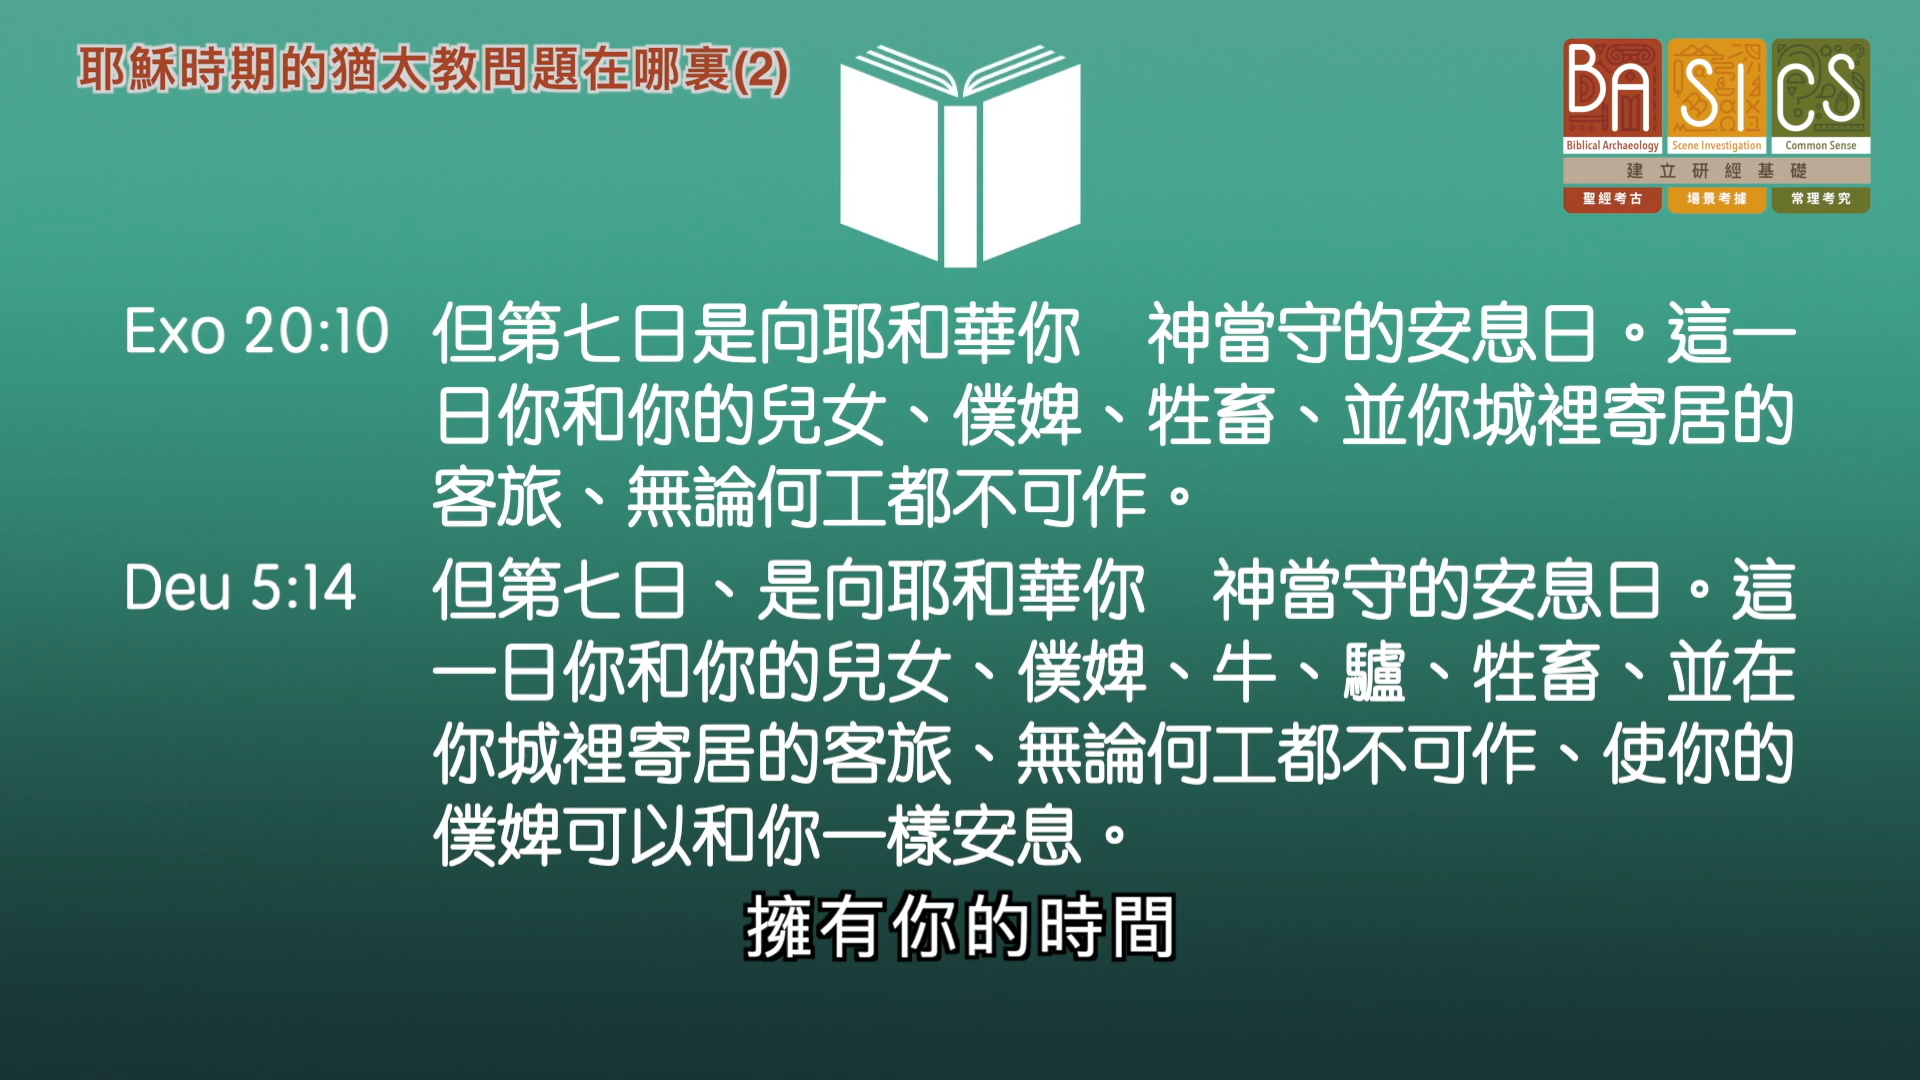 耶穌時期的猶太教問題在哪裏(2)
BASICS
Biblical Archaeology Scene Investigation Common Sense
建立研經基礎
聖經考古 場景考據 常理考究
Exo 20:10 但第七日是向耶和華你　神當守的安息日。這一
日你和你的兒女、僕婢、牲畜、並你城裡寄居的
客旅、無論何工都不可作。
Deu 5:14 但第七日、是向耶和華你　神當守的安息日。這
一日你和你的兒女、僕婢、牛、驢、牲畜、並在
你城裡寄居的客旅、無論何工都不可作、使你的
僕婢可以和你一樣安息。
擁有你的時間